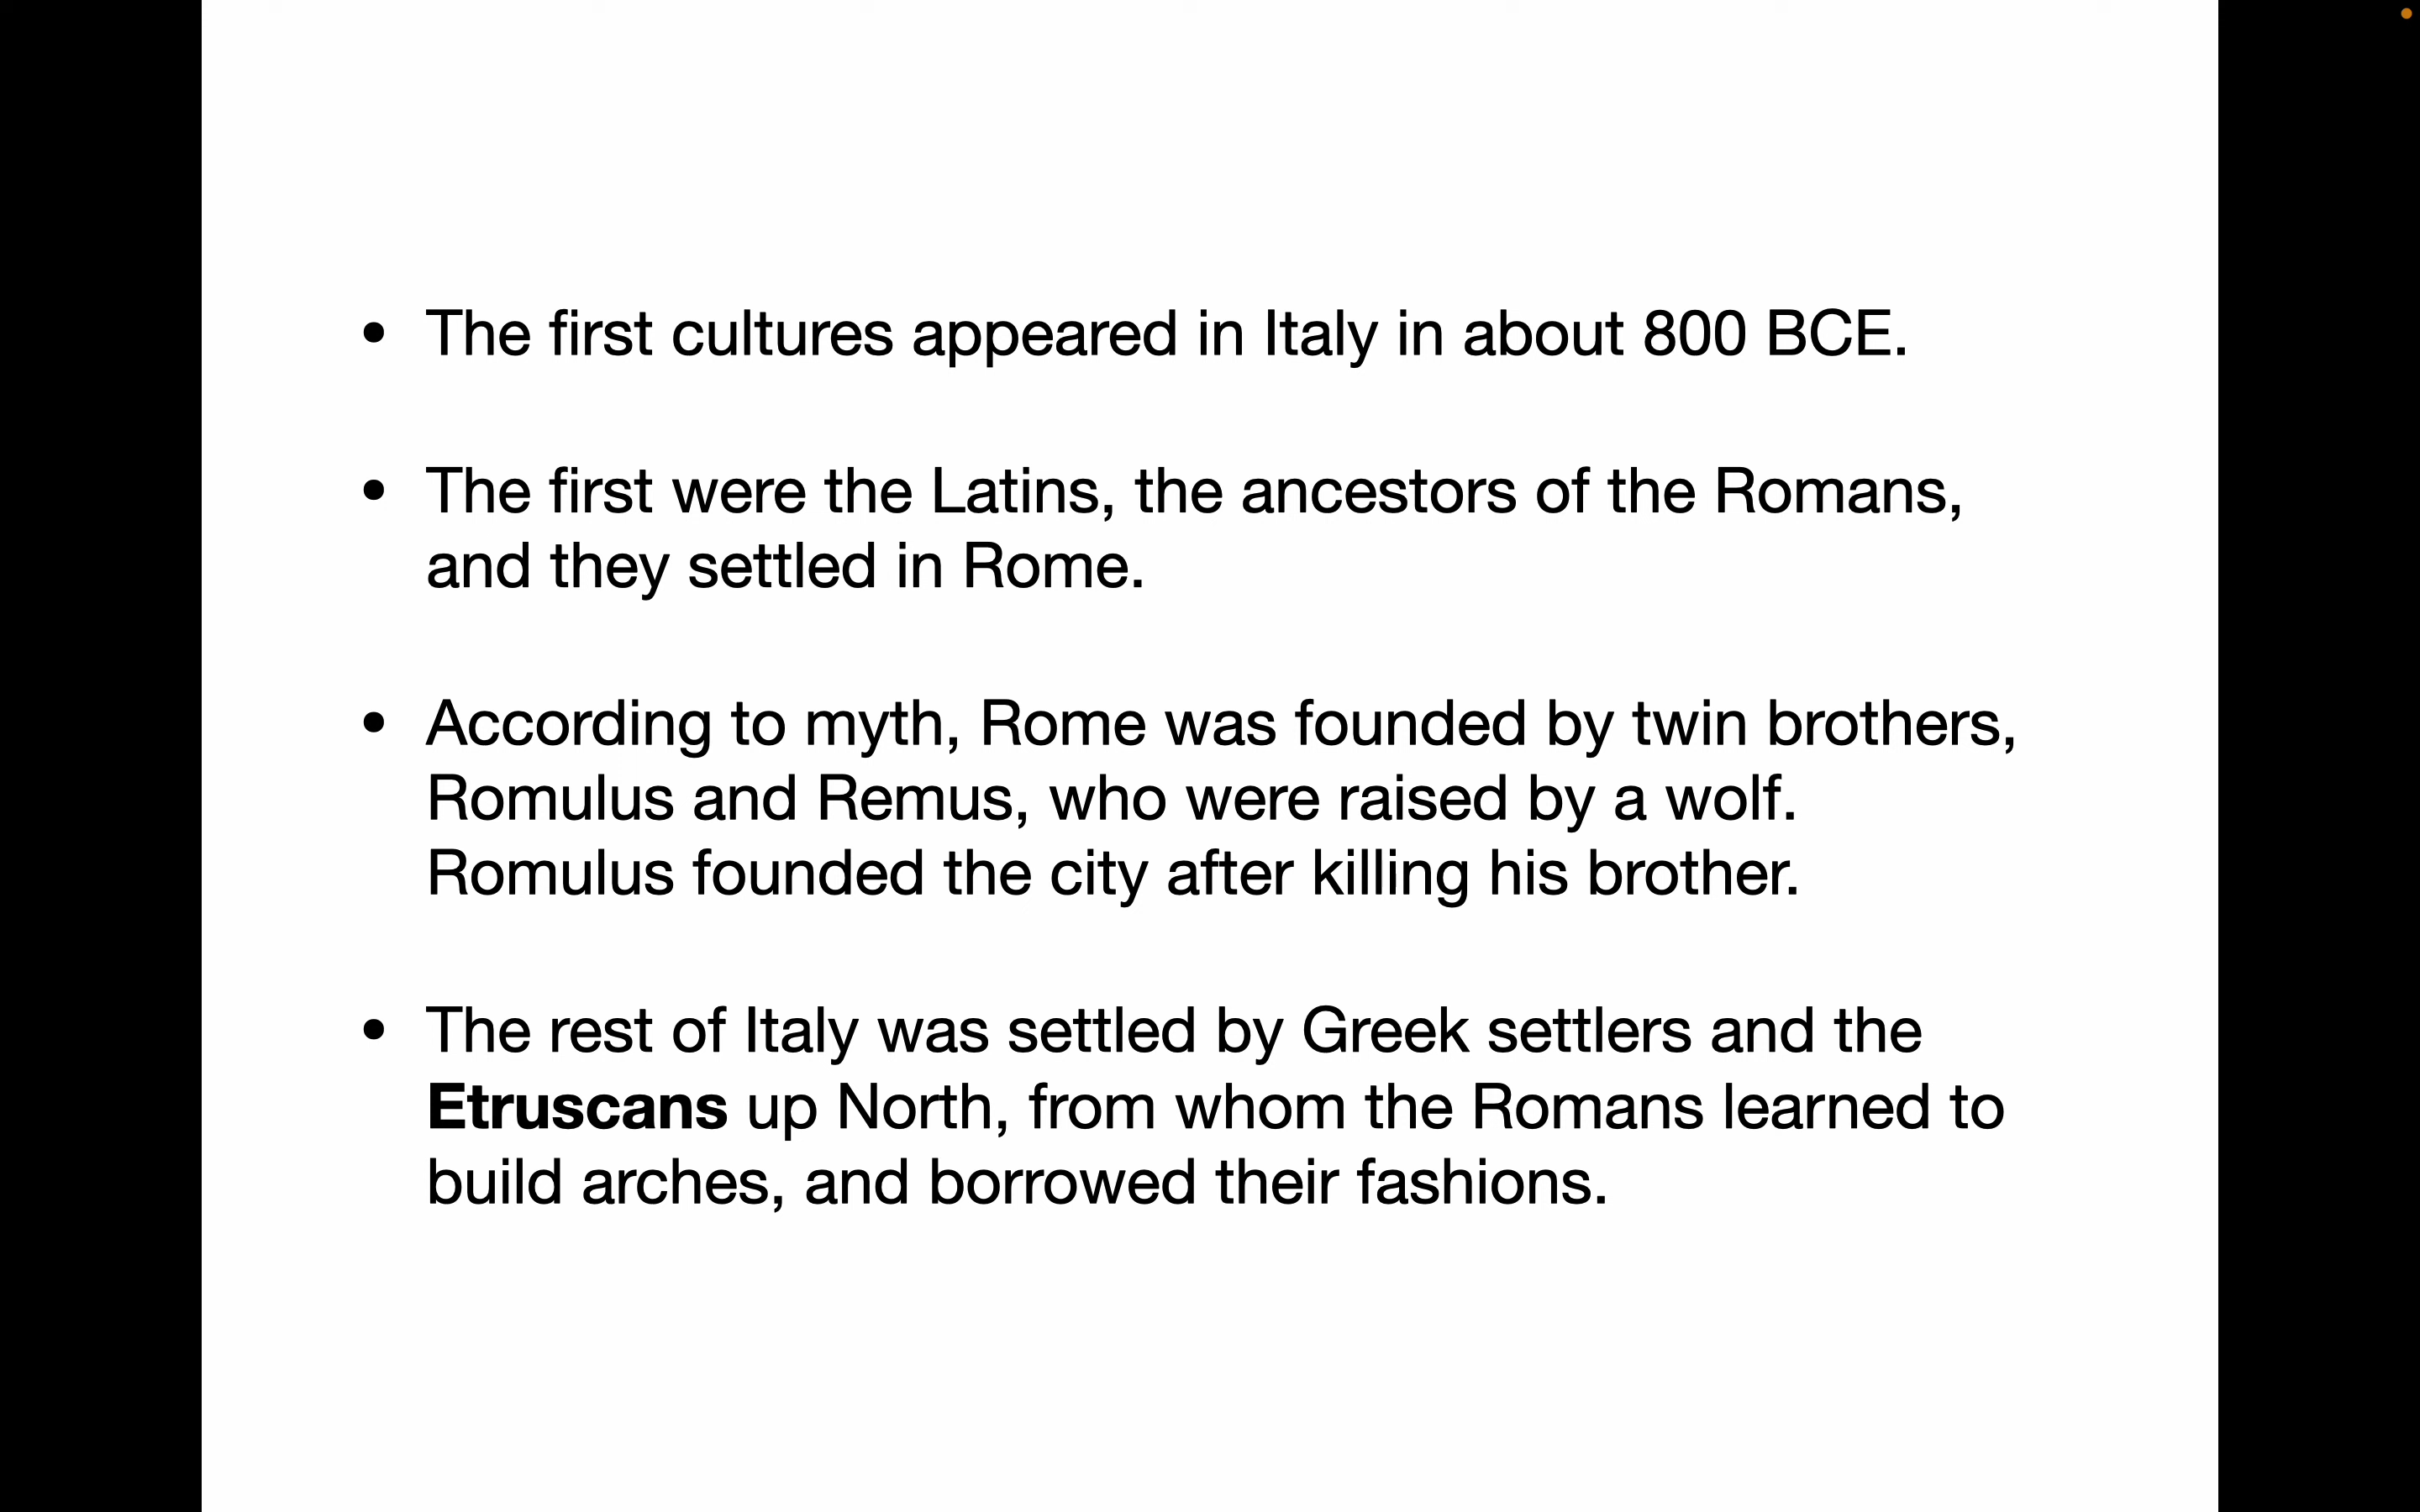 • The first cultures appeared in Italy in about 800 BCE.
• The first were the Latins, the ancestors of the Romans,
and they settled in Rome.
• According to myth, Rome was founded by twin brothers,
Romulus and Remus, who were raised by a wolf.
Romulus founded the city after killing his brother.
• The rest of Italy was settled by Greek settlers and the
Etruscans up North, from whom the Romans learned to
build arches, and borrowed their fashions.